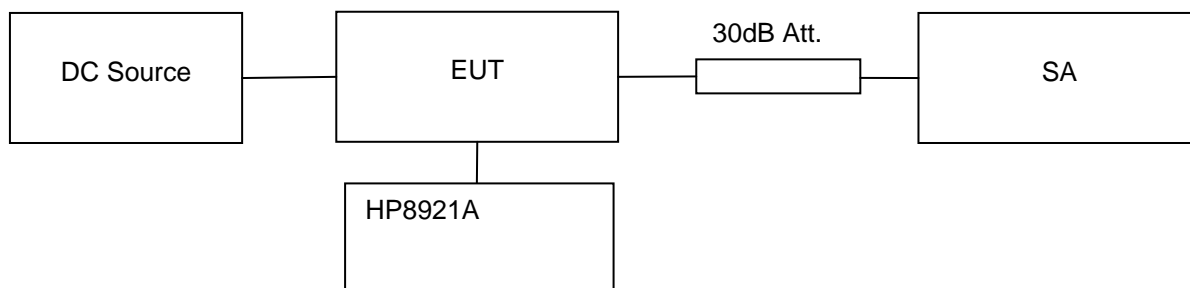 30dB Att.
DC Source
EUT
SA
HP8921A